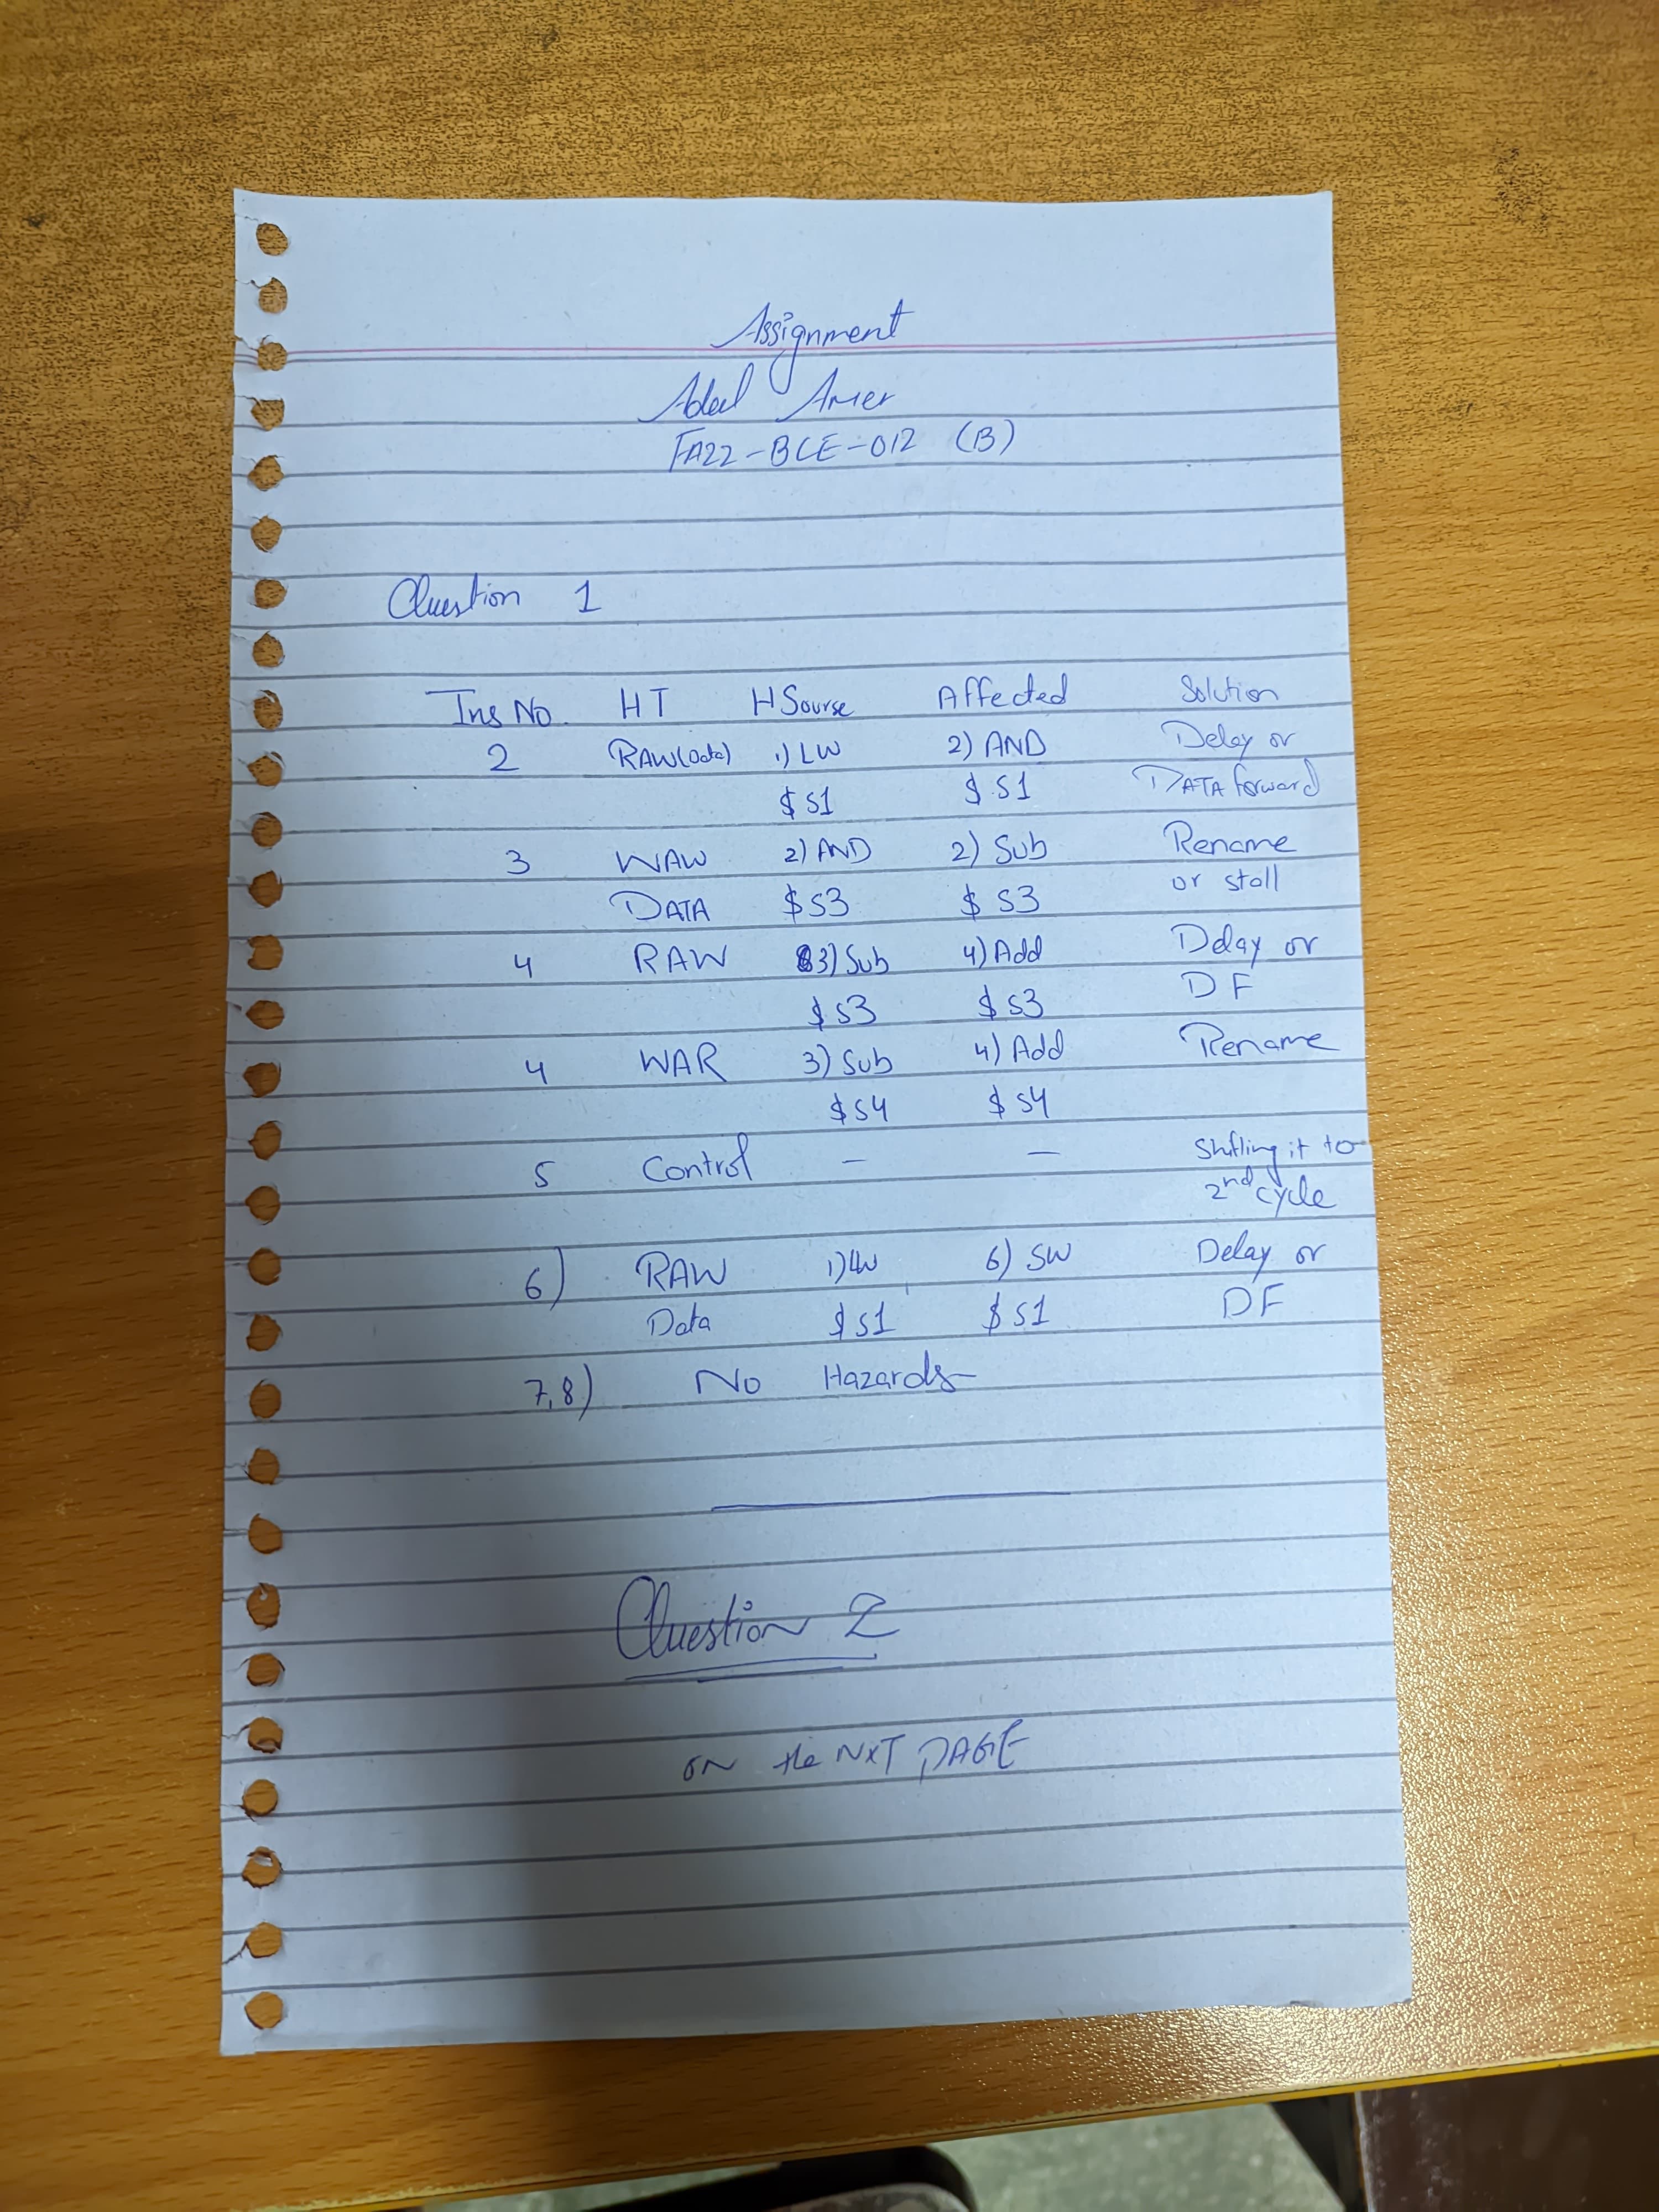 Assignment
Adeel Amer
FA22-BCE-012 (B)
Question 1
Ins No. HT H Sourse Affected Solution
2 RAW(Data) 1) LW 2) AND Delay or
$ S1 $ S1 DATA forward
3 WAW 2) AND 2) Sub Rename
DATA $ S3 $ S3 or stall
4 RAW 3) Sub 4) Add Delay or
$ S3 $ S3 DF
4 WAR 3) Sub 4) Add Rename
$ S4 $ S4
5 Control - - Shifting it to
2nd cycle
6) RAW 1) LW 6) SW Delay or
Data $ S1 $ S1 DF
7,8) No Hazards
Question 2
ON the NXT PAGE